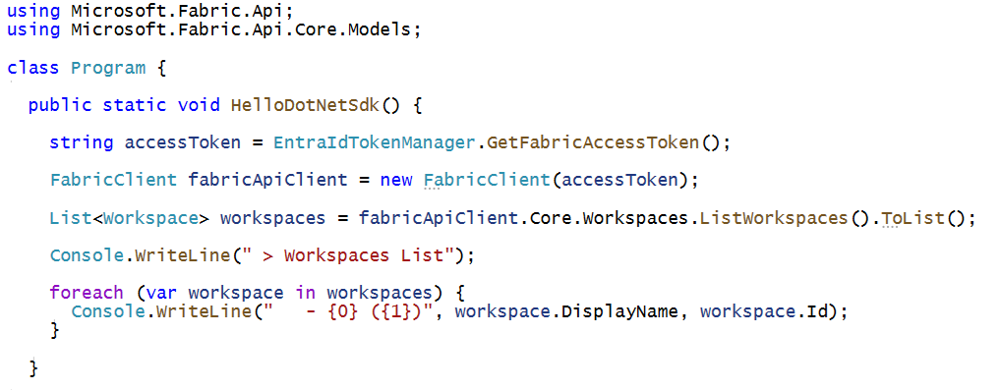 using Microsoft.Fabric.Api;
using Microsoft.Fabric.Api.Core.Models;
class Program {
public static void HelloDotNetSdk() {
string accessToken = EntraIdTokenManager.GetFabricAccessToken();
FabricClient fabricApiClient = new FabricClient(accessToken);
List<Workspace> workspaces = fabricApiClient.Core.Workspaces.ListWorkspaces().ToList();
Console.WriteLine(" > Workspaces List");
foreach (var workspace in workspaces) {
Console.WriteLine("   - {0} ({1})", workspace.DisplayName, workspace.Id);
}
}